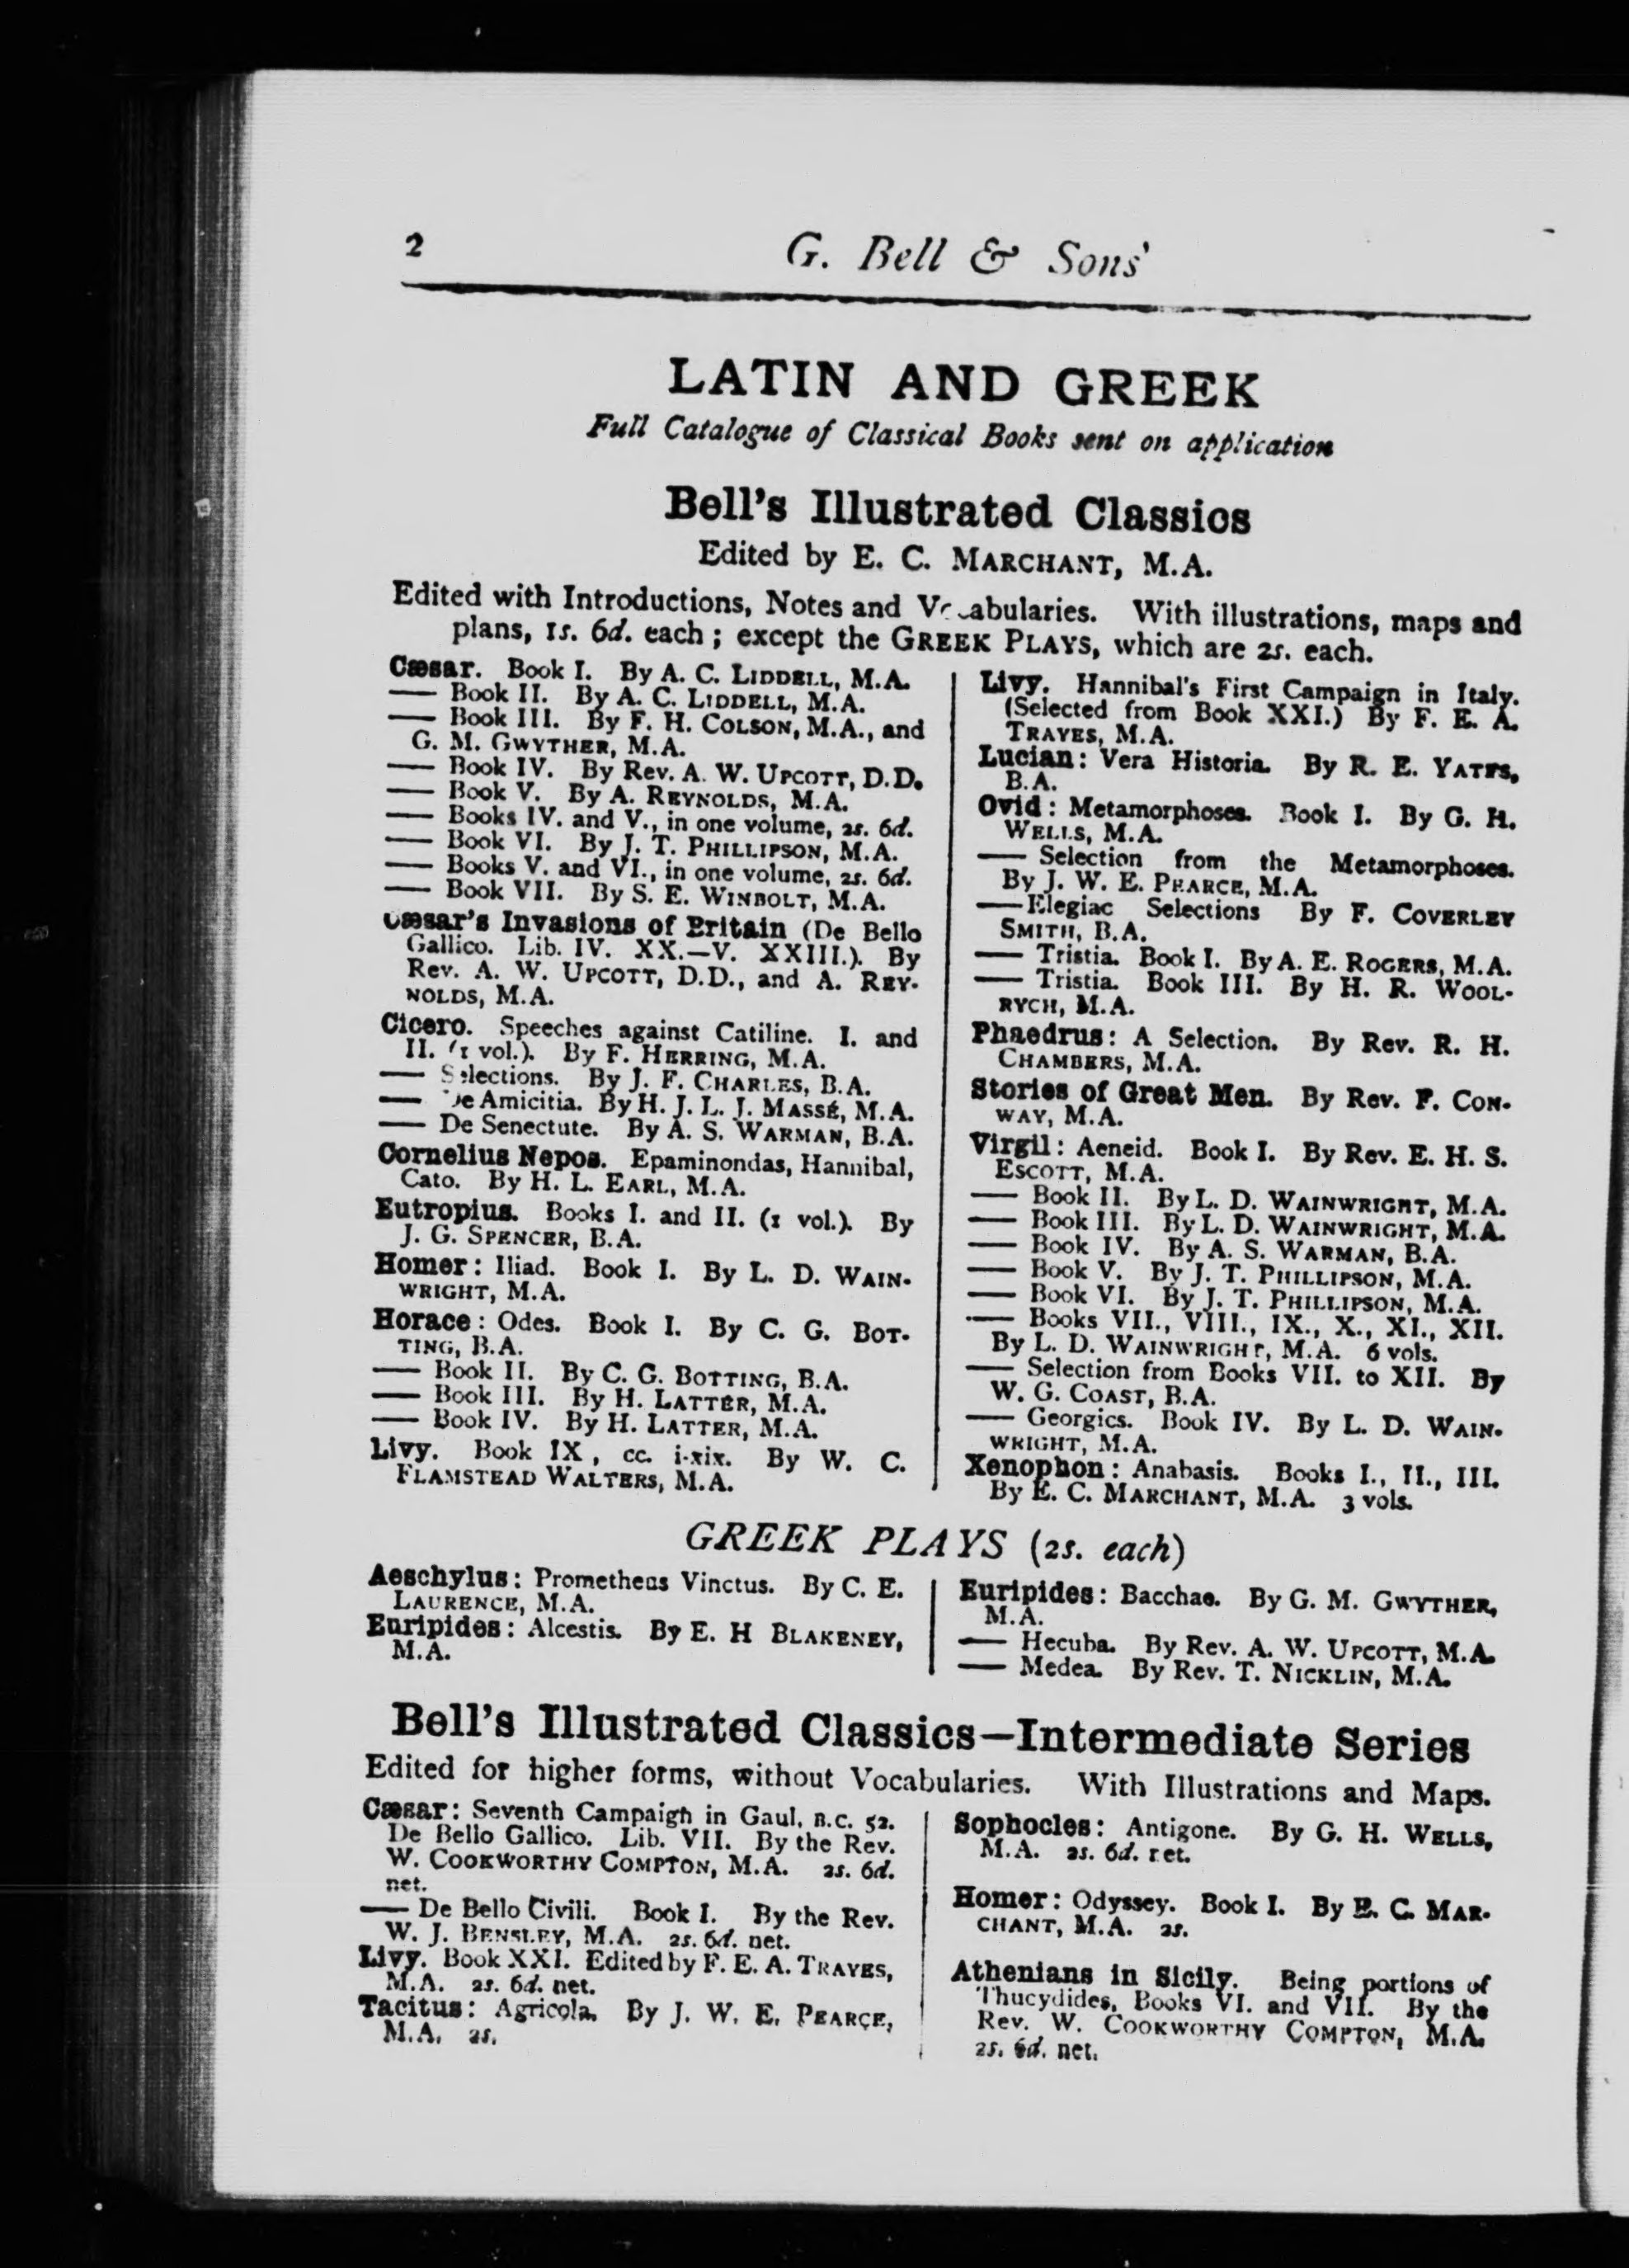 2
G. Bell & Sons'
LATIN AND GREEK
Full Catalogue of Classical Books sent on application
Bell's Illustrated Classics
Edited by E. C. MARCHANT, M.A.
Edited with Introductions, Notes and Vocabularies. With illustrations, maps and
plans, 1s. 6d. each; except the GREEK PLAYS, which are 2s. each.
Cæsar. Book I. By A. C. LIDDELL, M.A.
— Book II. By A. C. LIDDELL, M.A.
— Book III. By F. H. COLSON, M.A., and
G. M. GWYTHER, M.A.
— Book IV. By Rev. A. W. UPCOTT, D.D.
— Book V. By A. REYNOLDS, M.A.
— Books IV. and V., in one volume, 2s. 6d.
— Book VI. By J. T. PHILLIPSON, M.A.
— Books V. and VI., in one volume, 2s. 6d.
— Book VII. By S. E. WINBOLT, M.A.
Cæsar's Invasions of Britain (De Bello
Gallico. Lib. IV. XX.—V. XXIII.). By
Rev. A. W. UPCOTT, D.D., and A. REY-
NOLDS, M.A.
Cicero. Speeches against Catiline. I. and
II. (1 vol.). By F. HERRING, M.A.
— Selections. By J. F. CHARLES, B.A.
— De Amicitia. By H. J. L. J. MASSÉ, M.A.
— De Senectute. By A. S. WARMAN, B.A.
Cornelius Nepos. Epaminondas, Hannibal,
Cato. By H. L. EARL, M.A.
Eutropius. Books I. and II. (1 vol.). By
J. G. SPENCER, B.A.
Homer: Iliad. Book I. By L. D. WAIN-
WRIGHT, M.A.
Horace: Odes. Book I. By C. G. BOT-
TING, B.A.
— Book II. By C. G. BOTTING, B.A.
— Book III. By H. LATTER, M.A.
— Book IV. By H. LATTER, M.A.
Livy. Book IX, cc. i-xix. By W. C.
FLAMSTEAD WALTERS, M.A.
Livy. Hannibal's First Campaign in Italy.
(Selected from Book XXI.) By F. E. A.
TRAYES, M.A.
Lucian: Vera Historia. By R. E. YATES,
B.A.
Ovid: Metamorphoses. Book I. By G. H.
WELLS, M.A.
— Selection from the Metamorphoses.
By J. W. E. PEARCE, M.A.
— Elegiac Selections By F. COVERLEY
SMITH, B.A.
— Tristia. Book I. By A. E. ROGERS, M.A.
— Tristia. Book III. By H. R. WOOL-
RYCH, M.A.
Phaedrus: A Selection. By Rev. R. H.
CHAMBERS, M.A.
Stories of Great Men. By Rev. F. CON-
WAY, M.A.
Virgil: Aeneid. Book I. By Rev. E. H. S.
ESCOTT, M.A.
— Book II. By L. D. WAINWRIGHT, M.A.
— Book III. By L. D. WAINWRIGHT, M.A.
— Book IV. By A. S. WARMAN, B.A.
— Book V. By J. T. PHILLIPSON, M.A.
— Book VI. By J. T. PHILLIPSON, M.A.
— Books VII., VIII., IX., X., XI., XII.
By L. D. WAINWRIGHT, M.A. 6 vols.
— Selection from Books VII. to XII. By
W. G. COAST, B.A.
— Georgics. Book IV. By L. D. WAIN-
WRIGHT, M.A.
Xenophon: Anabasis. Books I., II., III.
By E. C. MARCHANT, M.A. 3 vols.
GREEK PLAYS (2s. each)
Aeschylus: Prometheus Vinctus. By C. E.
LAURENCE, M.A.
Euripides: Alcestis. By E. H BLAKENEY,
M.A.
Euripides: Bacchae. By G. M. GWYTHER,
M.A.
— Hecuba. By Rev. A. W. UPCOTT, M.A.
— Medea. By Rev. T. NICKLIN, M.A.
Bell's Illustrated Classics—Intermediate Series
Edited for higher forms, without Vocabularies. With Illustrations and Maps.
Cæsar: Seventh Campaign in Gaul, B.C. 52.
De Bello Gallico. Lib. VII. By the Rev.
W. COOKWORTHY COMPTON, M.A. 2s. 6d.
net.
— De Bello Civili. Book I. By the Rev.
W. J. BENSLEY, M.A. 2s. 6d. net.
Livy. Book XXI. Edited by F. E. A. TRAYES,
M.A. 2s. 6d. net.
Tacitus: Agricola. By J. W. E. PEARCE,
M.A. 2s.
Sophocles: Antigone. By G. H. WELLS,
M.A. 2s. 6d. net.
Homer: Odyssey. Book I. By E. C. MAR-
CHANT, M.A. 2s.
Athenians in Sicily. Being portions of
Thucydides, Books VI. and VII. By the
Rev. W. COOKWORTHY COMPTON, M.A.
2s. 6d. net.